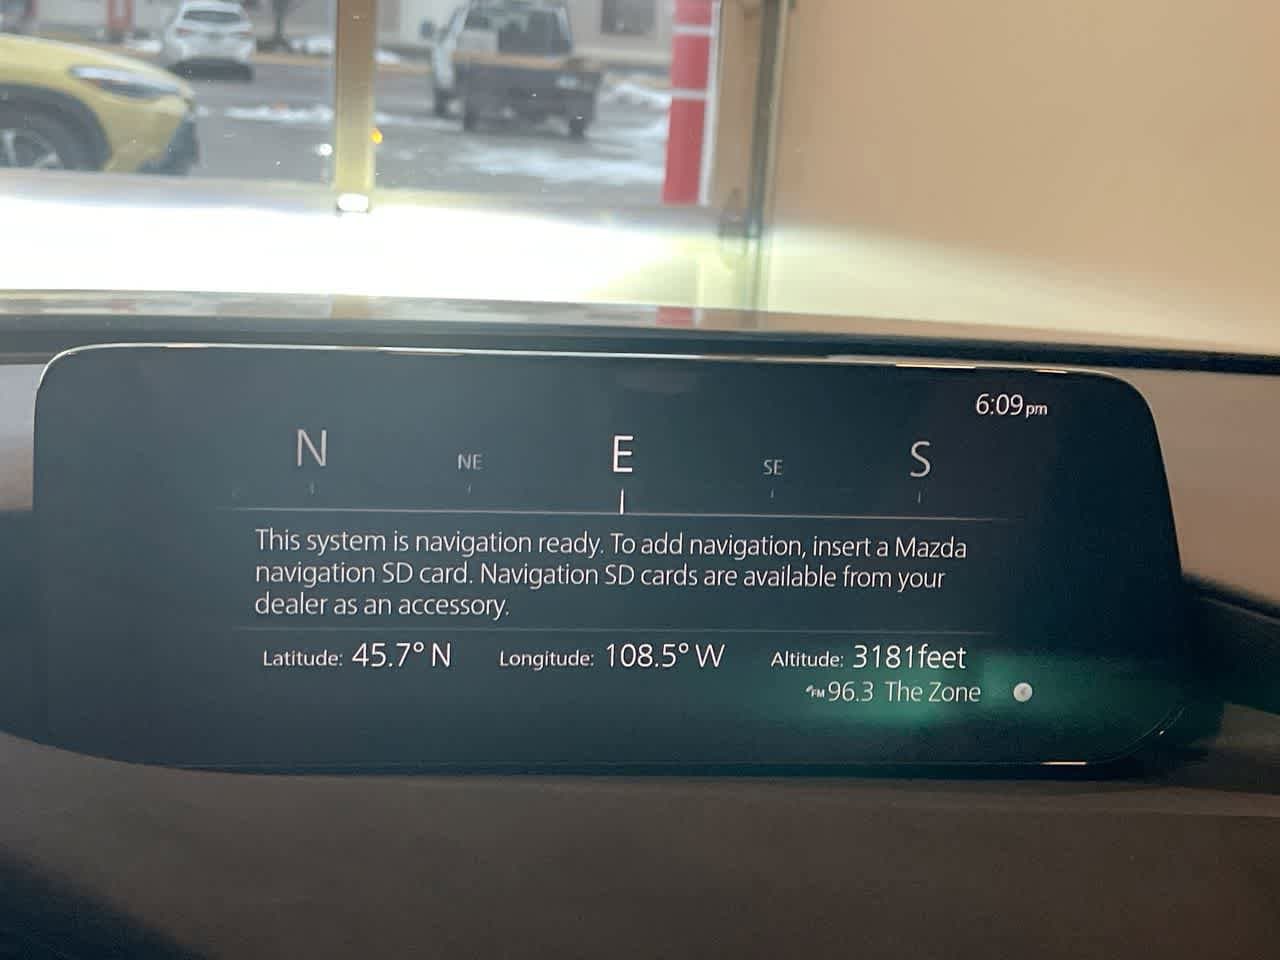 6:09pm
N NE E SE S
This system is navigation ready. To add navigation, insert a Mazda
navigation SD card. Navigation SD cards are available from your
dealer as an accessory.
Latitude: 45.7° N Longitude: 108.5° W Altitude: 3181feet
FM 96.3 The Zone